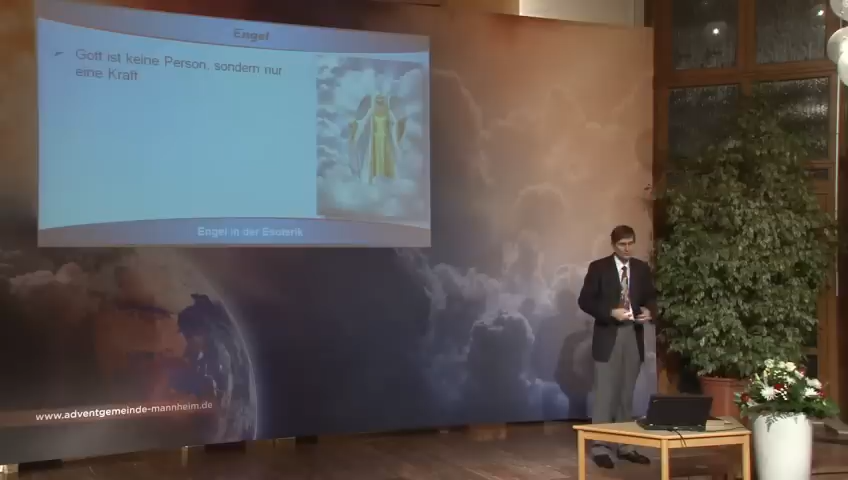 Engel
Gott ist keine Person, sondern nur
eine Kraft
Engel in der Esoterik
www.adventgemeinde-mannheim.de